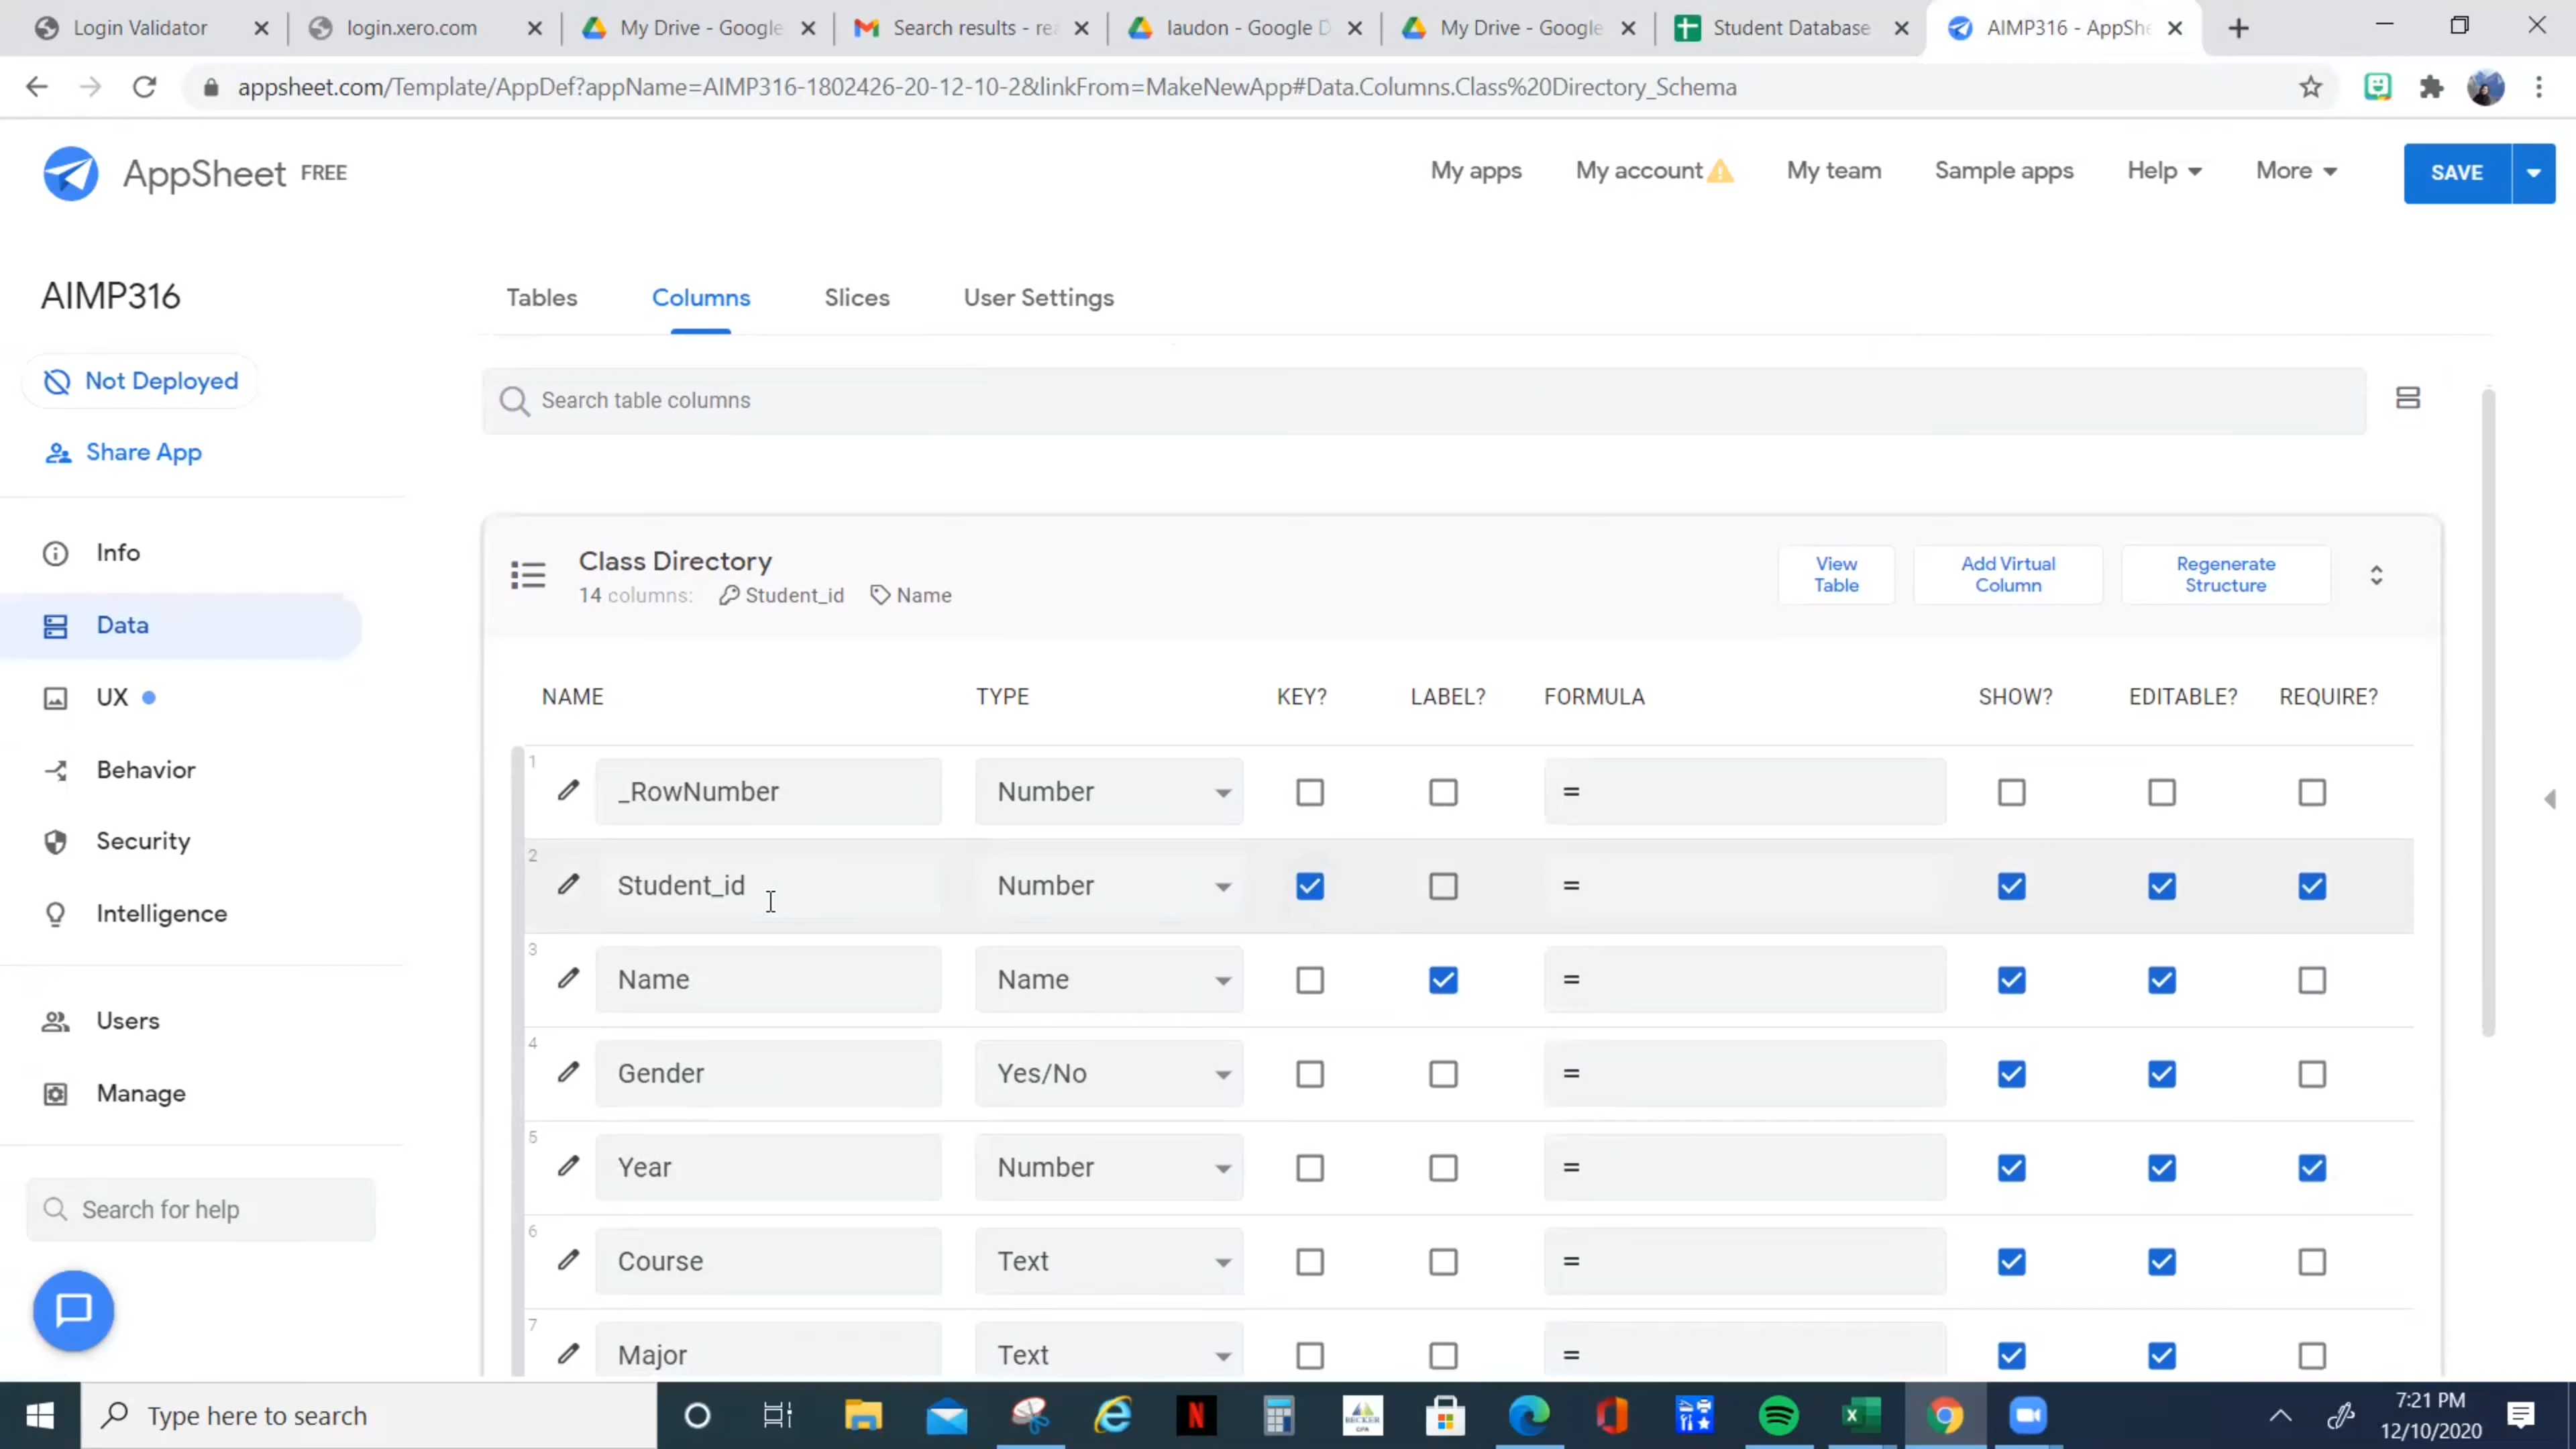 Login Validator
login.xero.com
My Drive - Google
Search results - re
laudon - Google D
My Drive - Google
Student Database
AIMP316 - AppShe
appsheet.com/Template/AppDef?appName=AIMP316-1802426-20-12-10-2&linkFrom=MakeNewApp#Data.Columns.Class%20Directory_Schema
AppSheet FREE
My apps
My account
My team
Sample apps
Help
More
SAVE
AIMP316
Tables
Columns
Slices
User Settings
Not Deployed
Share App
Search table columns
Info
Data
UX
Behavior
Security
Intelligence
Users
Manage
Search for help
Class Directory
14 columns: Student_id Name
View Table
Add Virtual Column
Regenerate Structure
NAME TYPE KEY? LABEL? FORMULA SHOW? EDITABLE? REQUIRE?
1 _RowNumber Number =
2 Student_id Number =
3 Name Name =
4 Gender Yes/No =
5 Year Number =
6 Course Text =
7 Major Text =
Type here to search
BECKER
CPA
7:21 PM
12/10/2020